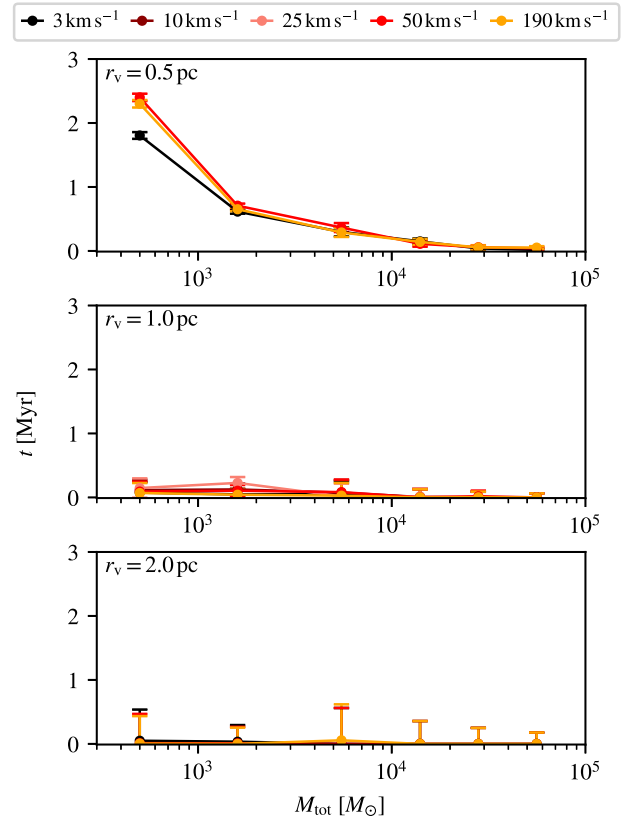 3 km s⁻¹ 10 km s⁻¹ 25 km s⁻¹ 50 km s⁻¹ 190 km s⁻¹
r_v = 0.5 pc
3
2
1
0
10³ 10⁴ 10⁵
r_v = 1.0 pc
3
2
1
0
10³ 10⁴ 10⁵
t [Myr]
r_v = 2.0 pc
3
2
1
0
10³ 10⁴ 10⁵
M_tot [M_⊙]